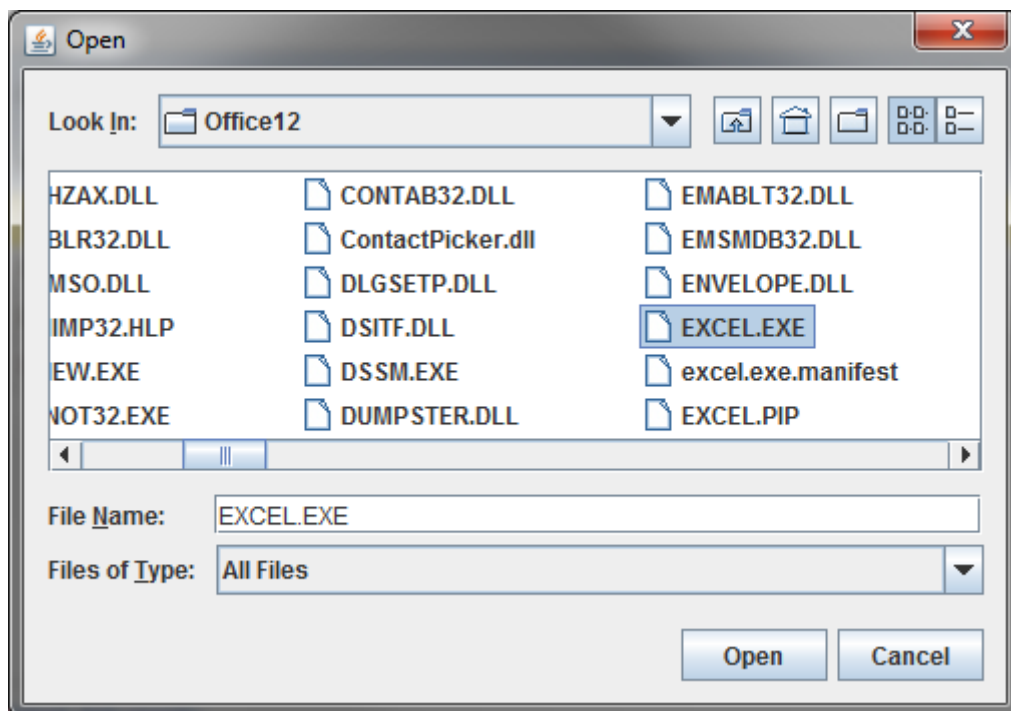 Open
Look In: Office12
HZAX.DLL CONTAB32.DLL EMABLT32.DLL
BLR32.DLL ContactPicker.dll EMSMDB32.DLL
MSO.DLL DLGSETP.DLL ENVELOPE.DLL
IMP32.HLP DSITF.DLL EXCEL.EXE
EW.EXE DSSM.EXE excel.exe.manifest
NOT32.EXE DUMPSTER.DLL EXCEL.PIP
File Name: EXCEL.EXE
Files of Type: All Files
Open Cancel